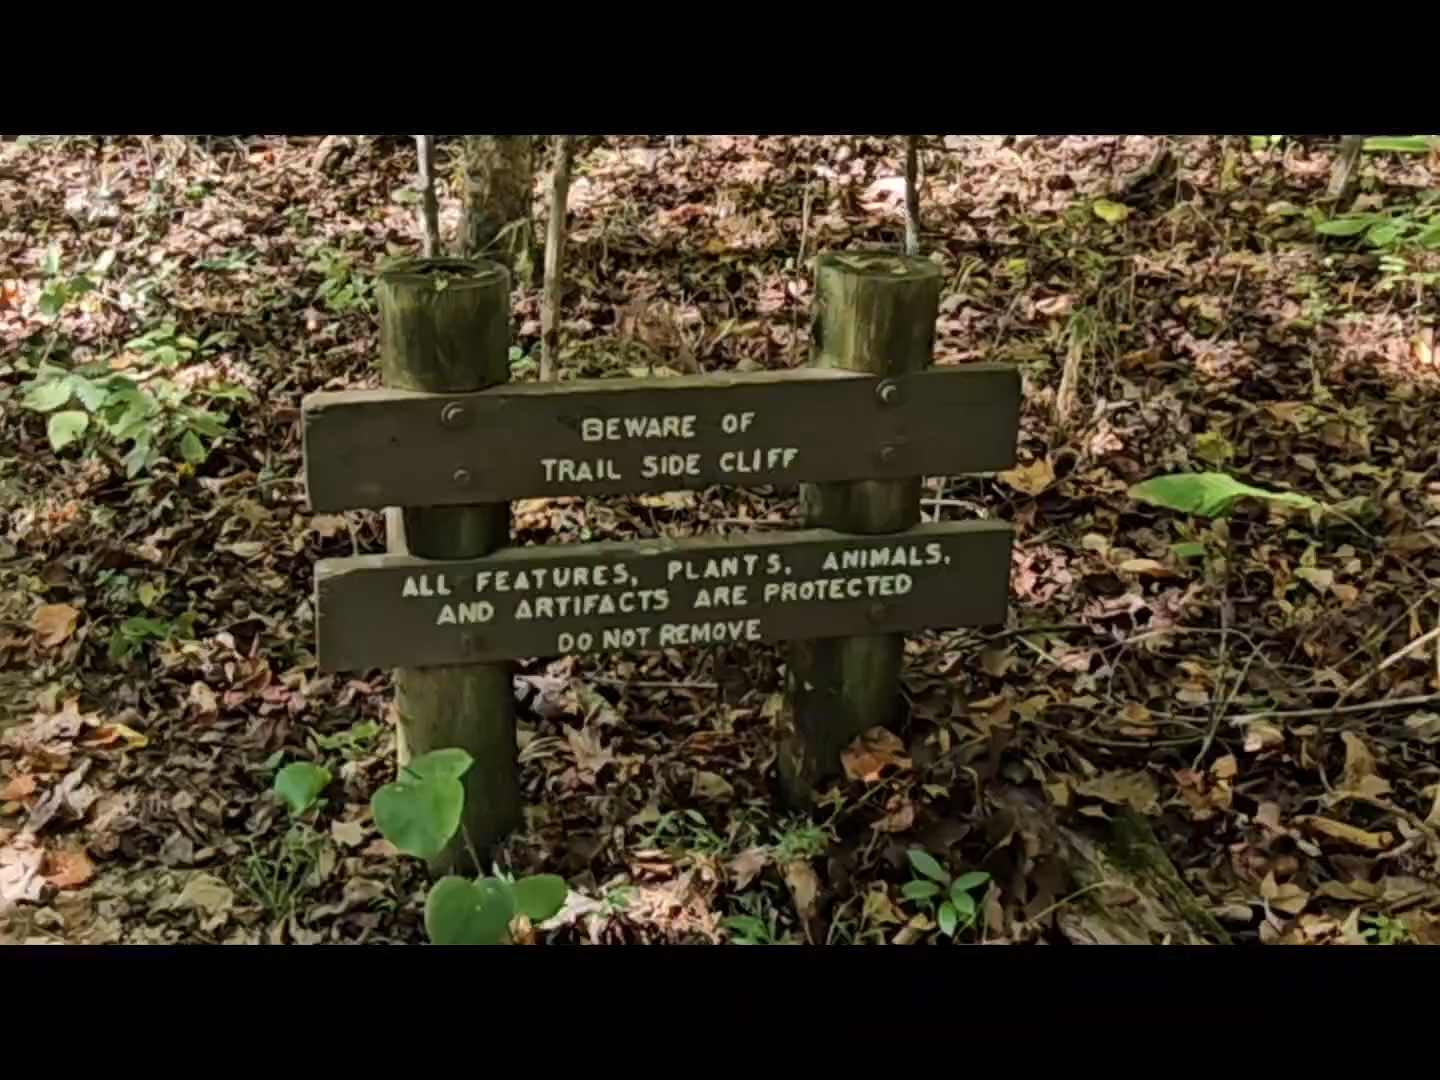 BEWARE OF
TRAIL SIDE CLIFF
ALL FEATURES, PLANTS, ANIMALS,
AND ARTIFACTS ARE PROTECTED
DO NOT REMOVE